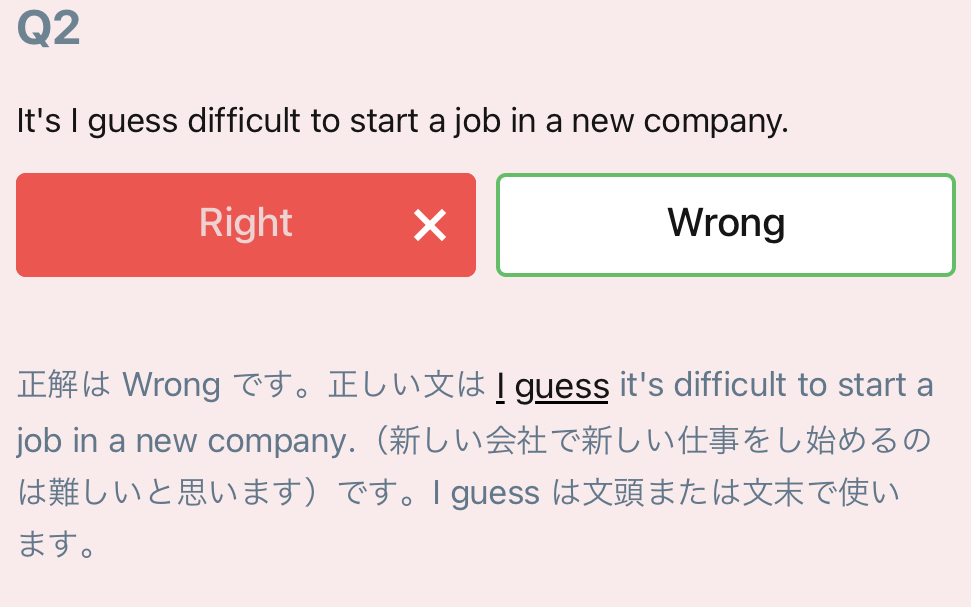 Q2
It's I guess difficult to start a job in a new company.
Right ×
Wrong
正解は Wrong です。正しい文は I guess it's difficult to start a
job in a new company.（新しい会社で新しい仕事をし始めるの
は難しいと思います）です。I guess は文頭または文末で使い
ます。